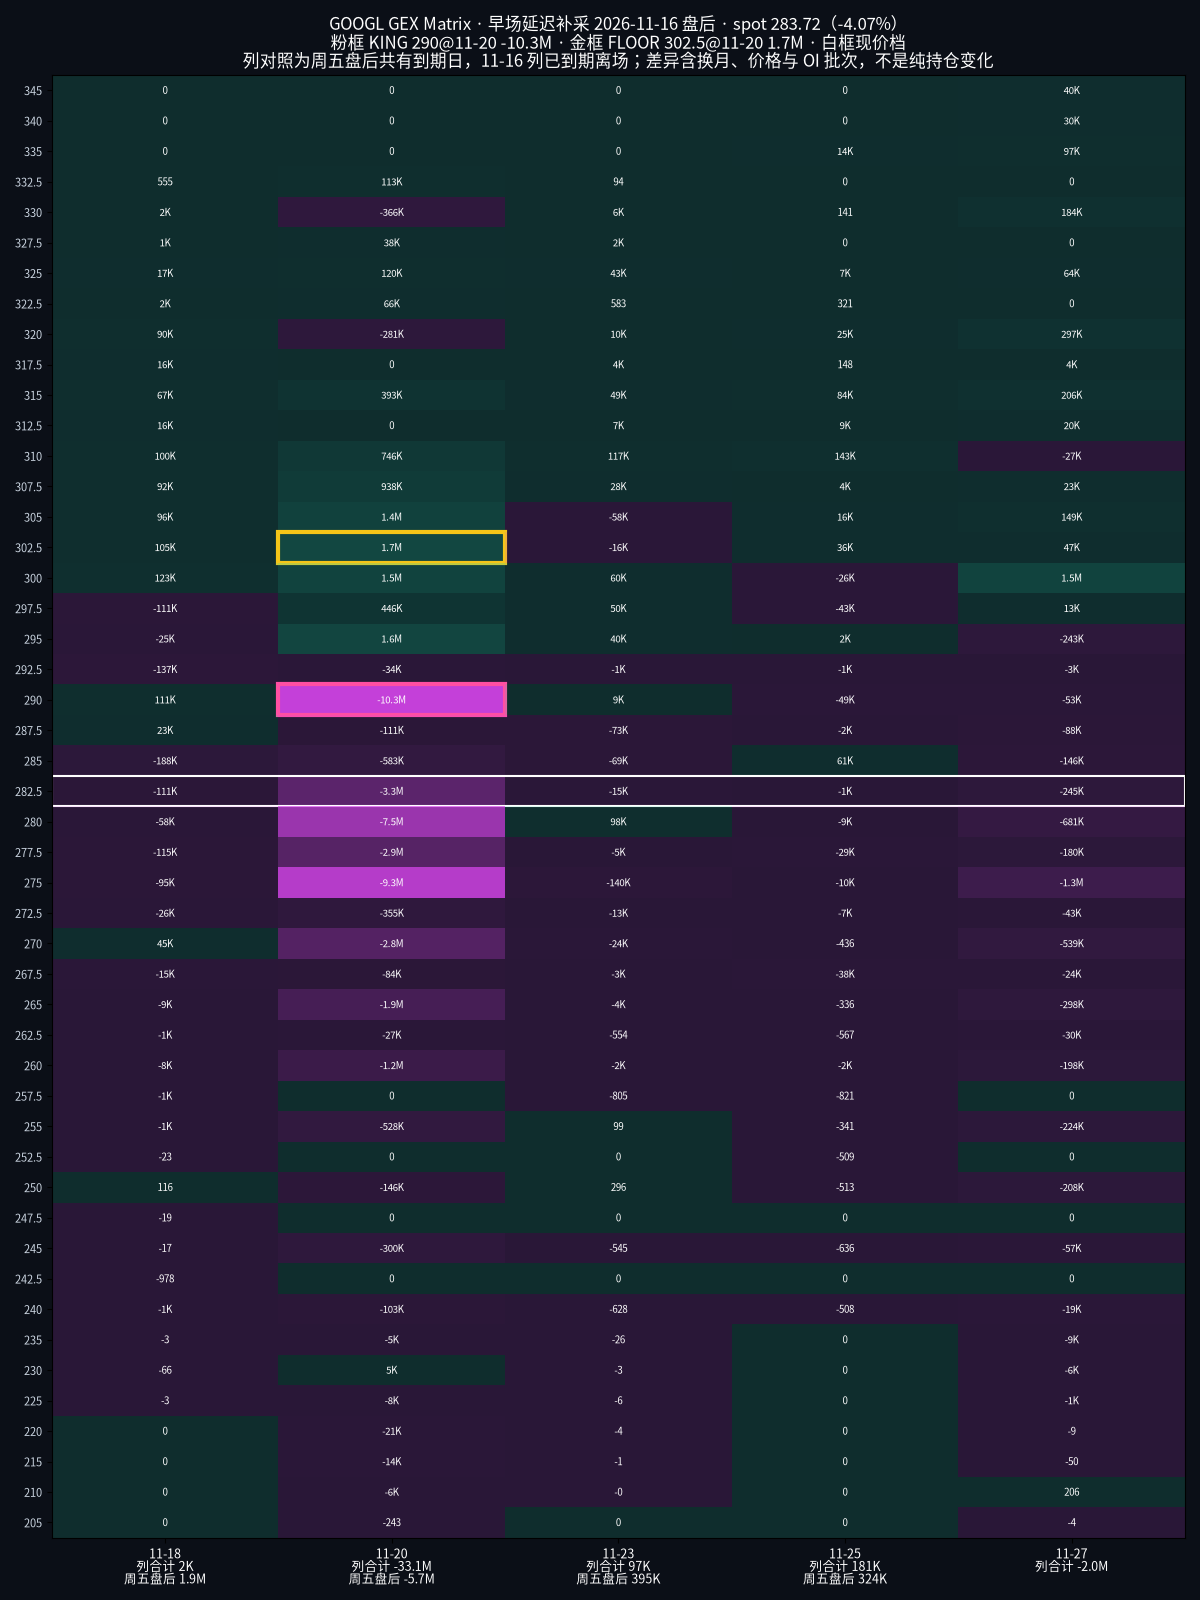 GOOGL GEX Matrix · 早场延迟补采 2026-11-16 盘后 · spot 283.72（-4.07%）
粉框 KING 290@11-20 -10.3M · 金框 FLOOR 302.5@11-20 1.7M · 白框现价档
列对照为周五盘后共有到期日，11-16 列已到期离场；差异含换月、价格与 OI 批次，不是纯持仓变化
345 0 0 0 0 40K
340 0 0 0 0 30K
335 0 0 0 14K 97K
332.5 555 113K 94 0 0
330 2K -366K 6K 141 184K
327.5 1K 38K 2K 0 0
325 17K 120K 43K 7K 64K
322.5 2K 66K 583 321 0
320 90K -281K 10K 25K 297K
317.5 16K 0 4K 148 4K
315 67K 393K 49K 84K 206K
312.5 16K 0 7K 9K 20K
310 100K 746K 117K 143K -27K
307.5 92K 938K 28K 4K 23K
305 96K 1.4M -58K 16K 149K
302.5 105K 1.7M -16K 36K 47K
300 123K 1.5M 60K -26K 1.5M
297.5 -111K 446K 50K -43K 13K
295 -25K 1.6M 40K 2K -243K
292.5 -137K -34K -1K -1K -3K
290 111K -10.3M 9K -49K -53K
287.5 23K -111K -73K -2K -88K
285 -188K -583K -69K 61K -146K
282.5 -111K -3.3M -15K -1K -245K
280 -58K -7.5M 98K -9K -681K
277.5 -115K -2.9M -5K -29K -180K
275 -95K -9.3M -140K -10K -1.3M
272.5 -26K -355K -13K -7K -43K
270 45K -2.8M -24K -436 -539K
267.5 -15K -84K -3K -38K -24K
265 -9K -1.9M -4K -336 -298K
262.5 -1K -27K -554 -567 -30K
260 -8K -1.2M -2K -2K -198K
257.5 -1K 0 -805 -821 0
255 -1K -528K 99 -341 -224K
252.5 -23 0 0 -509 0
250 116 -146K 296 -513 -208K
247.5 -19 0 0 0 0
245 -17 -300K -545 -636 -57K
242.5 -978 0 0 0 0
240 -1K -103K -628 -508 -19K
235 -3 -5K -26 0 -9K
230 -66 5K -3 0 -6K
225 -3 -8K -6 0 -1K
220 0 -21K -4 0 -9
215 0 -14K -1 0 -50
210 0 -6K -0 0 206
205 0 -243 0 0 -4
11-18 11-20 11-23 11-25 11-27
列合计 2K 列合计 -33.1M 列合计 97K 列合计 181K 列合计 -2.0M
周五盘后 1.9M 周五盘后 -5.7M 周五盘后 395K 周五盘后 324K